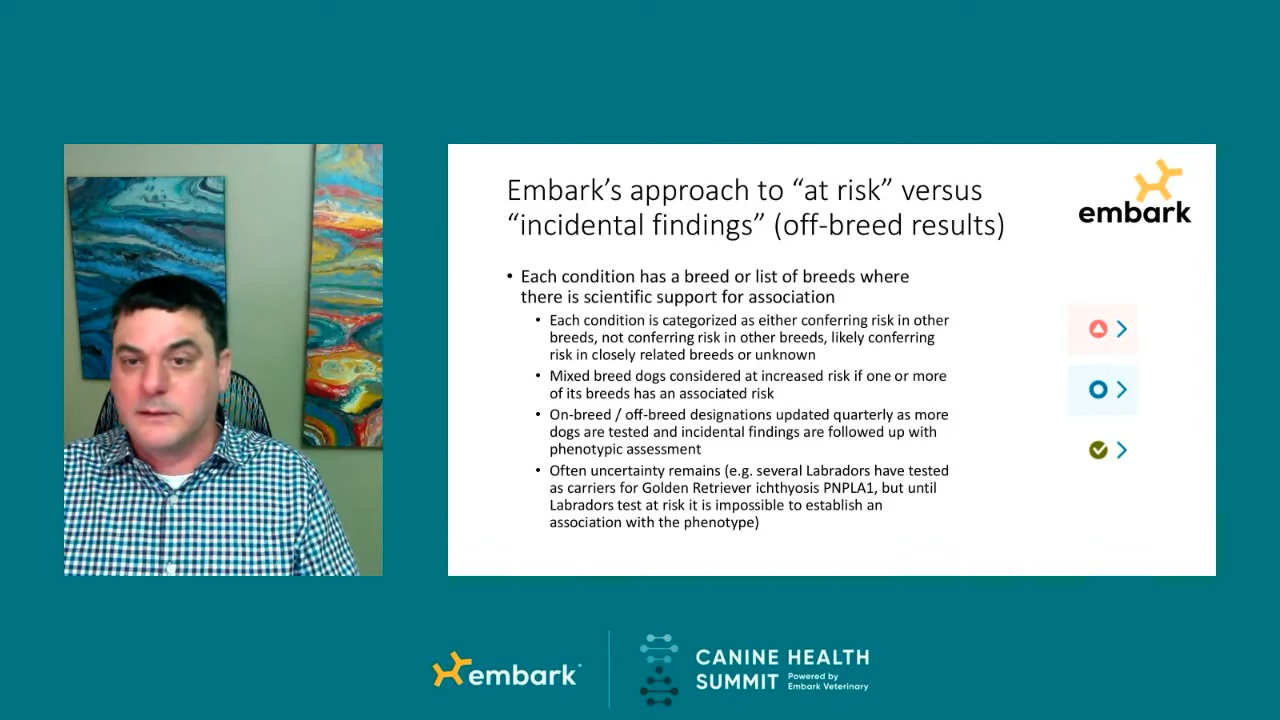 Embark’s approach to “at risk” versus
“incidental findings” (off-breed results)
embark
• Each condition has a breed or list of breeds where
there is scientific support for association
• Each condition is categorized as either conferring risk in other
breeds, not conferring risk in other breeds, likely conferring
risk in closely related breeds or unknown
• Mixed breed dogs considered at increased risk if one or more
of its breeds has an associated risk
• On-breed / off-breed designations updated quarterly as more
dogs are tested and incidental findings are followed up with
phenotypic assessment
• Often uncertainty remains (e.g. several Labradors have tested
as carriers for Golden Retriever ichthyosis PNPLA1, but until
Labradors test at risk it is impossible to establish an
association with the phenotype)
embark
CANINE HEALTH
SUMMIT
Powered by
Embark Veterinary